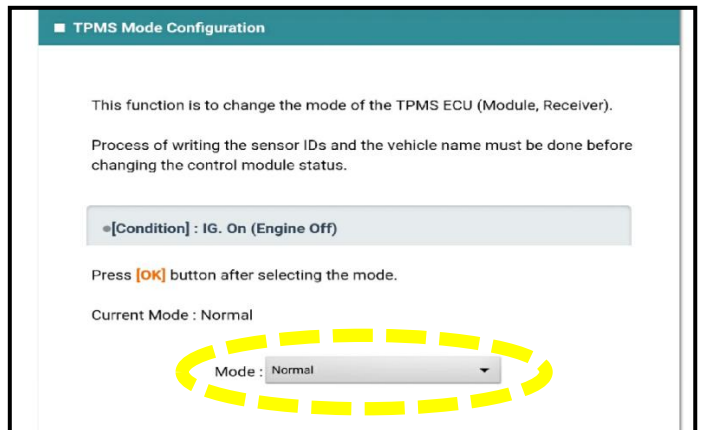 TPMS Mode Configuration
This function is to change the mode of the TPMS ECU (Module, Receiver).
Process of writing the sensor IDs and the vehicle name must be done before
changing the control module status.
[Condition] : IG. On (Engine Off)
Press [OK] button after selecting the mode.
Current Mode : Normal
Mode : Normal